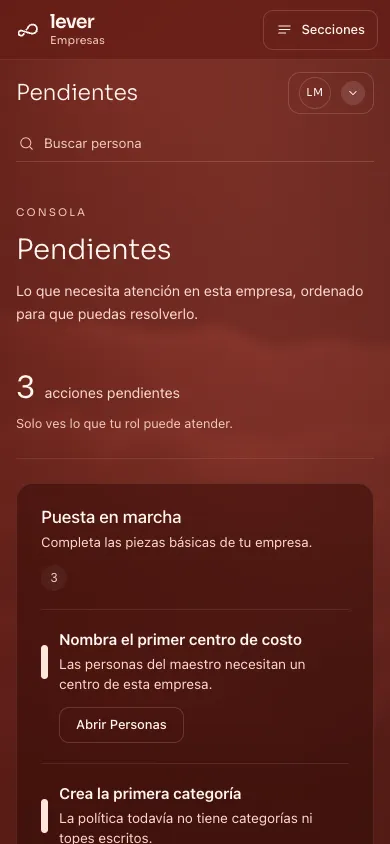 lever
Empresas
Secciones
Pendientes
LM
Buscar persona
CONSOLA
Pendientes
Lo que necesita atención en esta empresa, ordenado
para que puedas resolverlo.
3 acciones pendientes
Solo ves lo que tu rol puede atender.
Puesta en marcha
Completa las piezas básicas de tu empresa.
3
Nombra el primer centro de costo
Las personas del maestro necesitan un
centro de esta empresa.
Abrir Personas
Crea la primera categoría
La política todavía no tiene categorías ni
topes escritos.